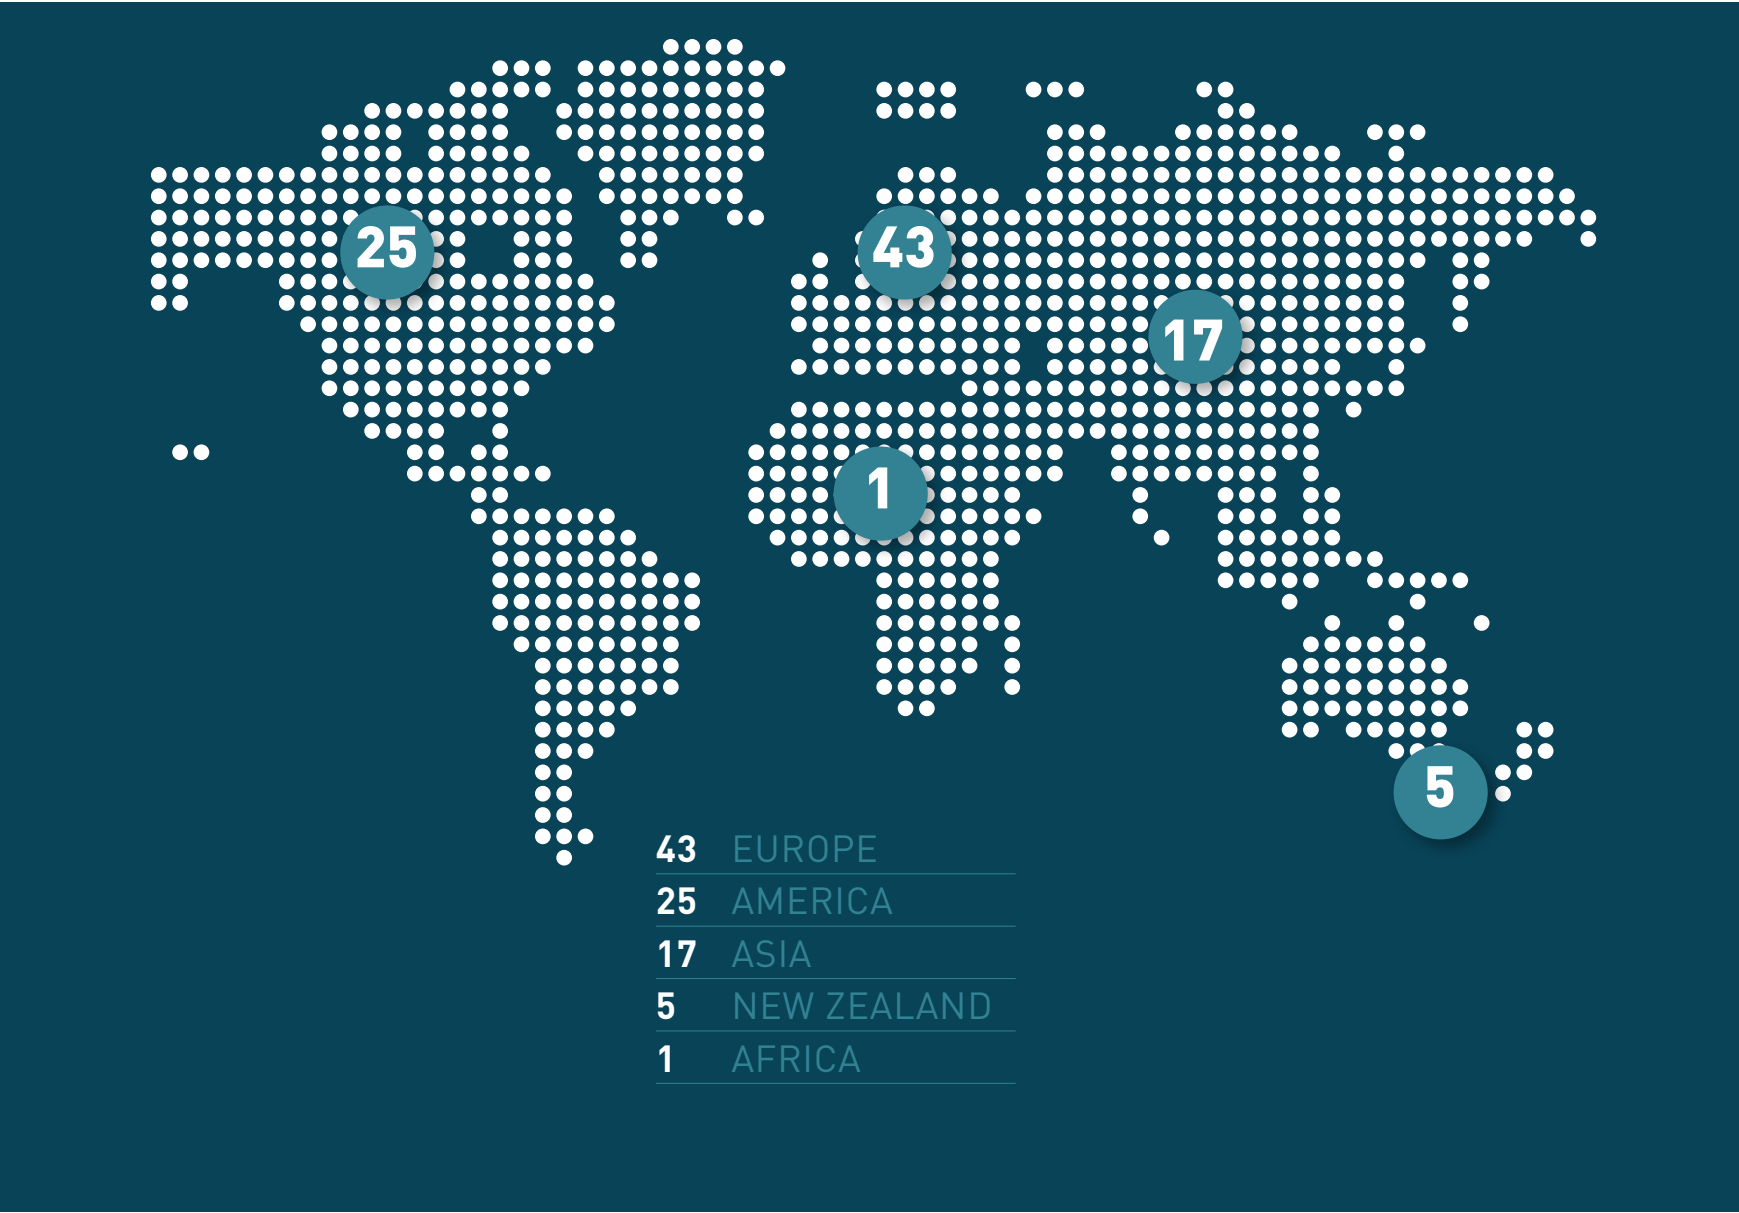 25
43
17
1
5
43 EUROPE
25 AMERICA
17 ASIA
5 NEW ZEALAND
1 AFRICA